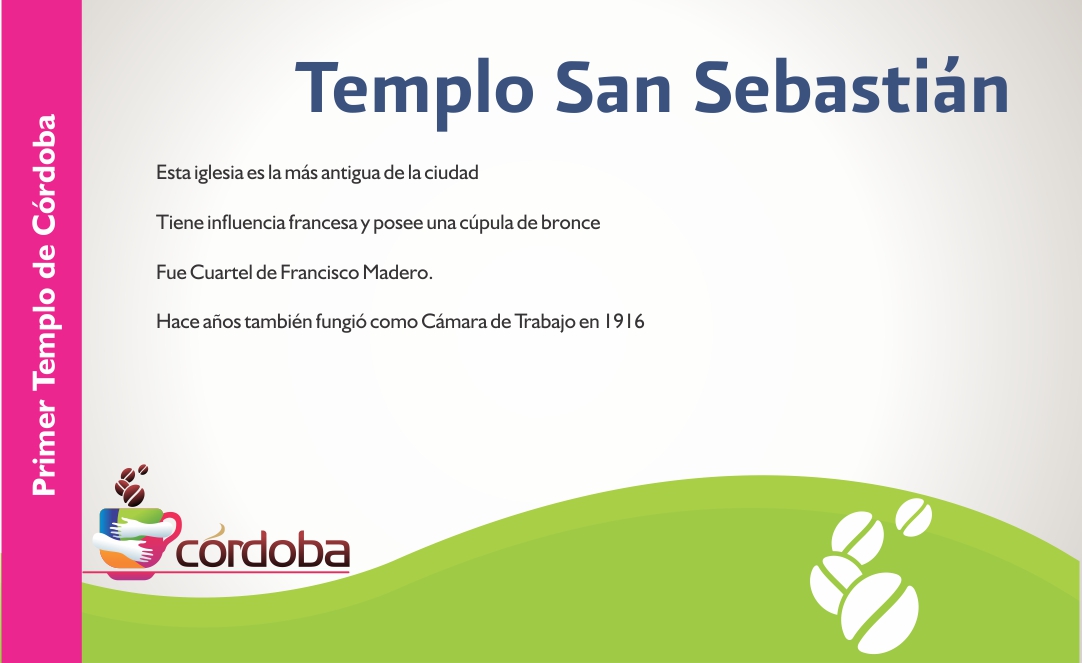 Templo San Sebastián
Primer Templo de Córdoba
Esta iglesia es la más antigua de la ciudad
Tiene influencia francesa y posee una cúpula de bronce
Fue Cuartel de Francisco Madero.
Hace años también fungió como Cámara de Trabajo en 1916
córdoba